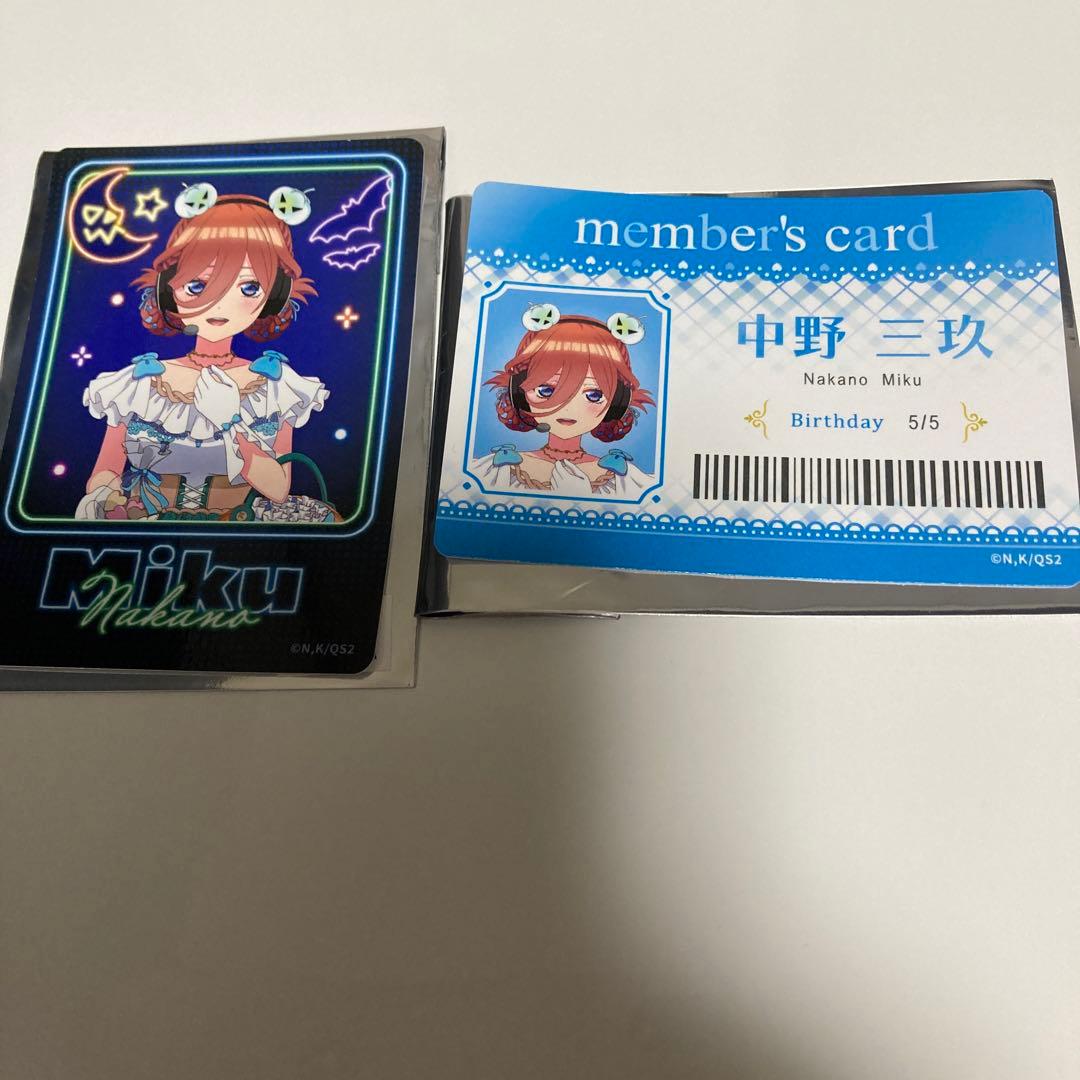 Miku
Nakano
©N,K/QS2
member's card
中野 三玖
Nakano Miku
Birthday 5/5
©N,K/QS2